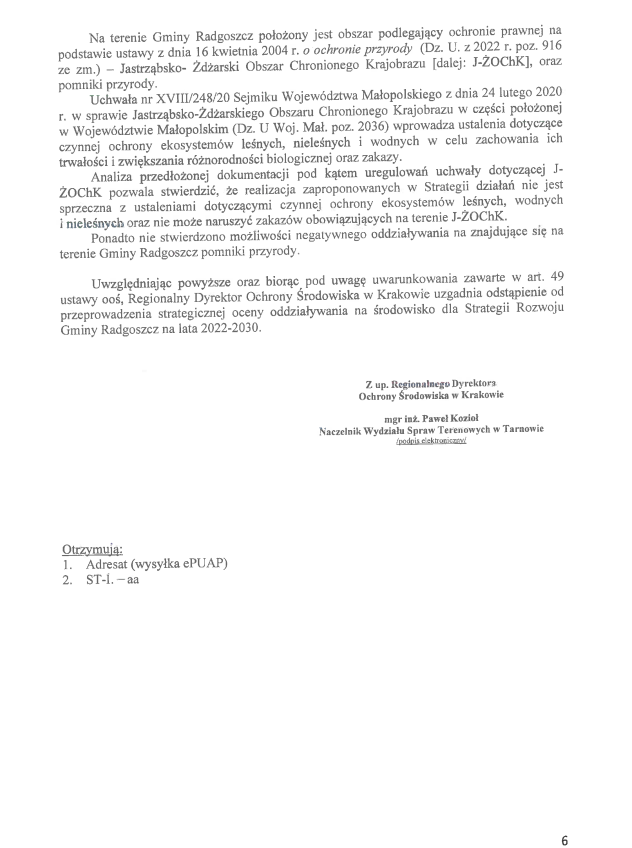 Na terenie Gminy Radgoszcz położony jest obszar podlegający ochronie prawnej na
podstawie ustawy z dnia 16 kwietnia 2004 r. o ochronie przyrody (Dz. U. z 2022 r. poz. 916
ze zm.) – Jastrząbsko- Żdżarski Obszar Chronionego Krajobrazu [dalej: J-ŻOChK], oraz
pomniki przyrody.
Uchwała nr XVIII/248/20 Sejmiku Województwa Małopolskiego z dnia 24 lutego 2020
r. w sprawie Jastrząbsko-Żdżarskiego Obszaru Chronionego Krajobrazu w części położonej
w Województwie Małopolskim (Dz. U Woj. Mał. poz. 2036) wprowadza ustalenia dotyczące
czynnej ochrony ekosystemów leśnych, nieleśnych i wodnych w celu zachowania ich
trwałości i zwiększania różnorodności biologicznej oraz zakazy.
Analiza przedłożonej dokumentacji pod kątem uregulowań uchwały dotyczącej J-
ŻOChK pozwala stwierdzić, że realizacja zaproponowanych w Strategii działań nie jest
sprzeczna z ustaleniami dotyczącymi czynnej ochrony ekosystemów leśnych, wodnych
i nieleśnych oraz nie może naruszyć zakazów obowiązujących na terenie J-ŻOChK.
Ponadto nie stwierdzono możliwości negatywnego oddziaływania na znajdujące się na
terenie Gminy Radgoszcz pomniki przyrody.
Uwzględniając powyższe oraz biorąc pod uwagę uwarunkowania zawarte w art. 49
ustawy ooś, Regionalny Dyrektor Ochrony Środowiska w Krakowie uzgadnia odstąpienie od
przeprowadzenia strategicznej oceny oddziaływania na środowisko dla Strategii Rozwoju
Gminy Radgoszcz na lata 2022-2030.
Z up. Regionalnego Dyrektora
Ochrony Środowiska w Krakowie
mgr inż. Paweł Kozioł
Naczelnik Wydziału Spraw Terenowych w Tarnowie
/podpis elektroniczny/
Otrzymują:
1. Adresat (wysyłka ePUAP)
2. ST-I. – aa
6